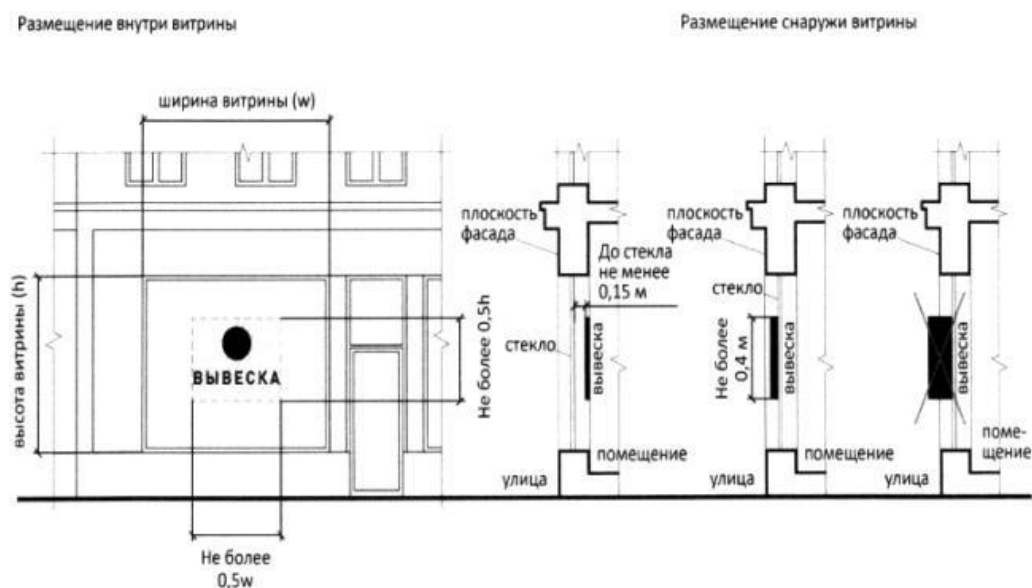 Размещение внутри витрины
Размещение снаружи витрины
ширина витрины (w)
высота витрины (h)
ВЫВЕСКА
Не более 0,5h
Не более
0,5w
плоскость
фасада
До стекла
не менее
0,15 м
стекло
вывеска
помещение
улица
плоскость
фасада
стекло
Не более
0,4 м
вывеска
помещение
улица
плоскость
фасада
вывеска
поме-
щение
улица